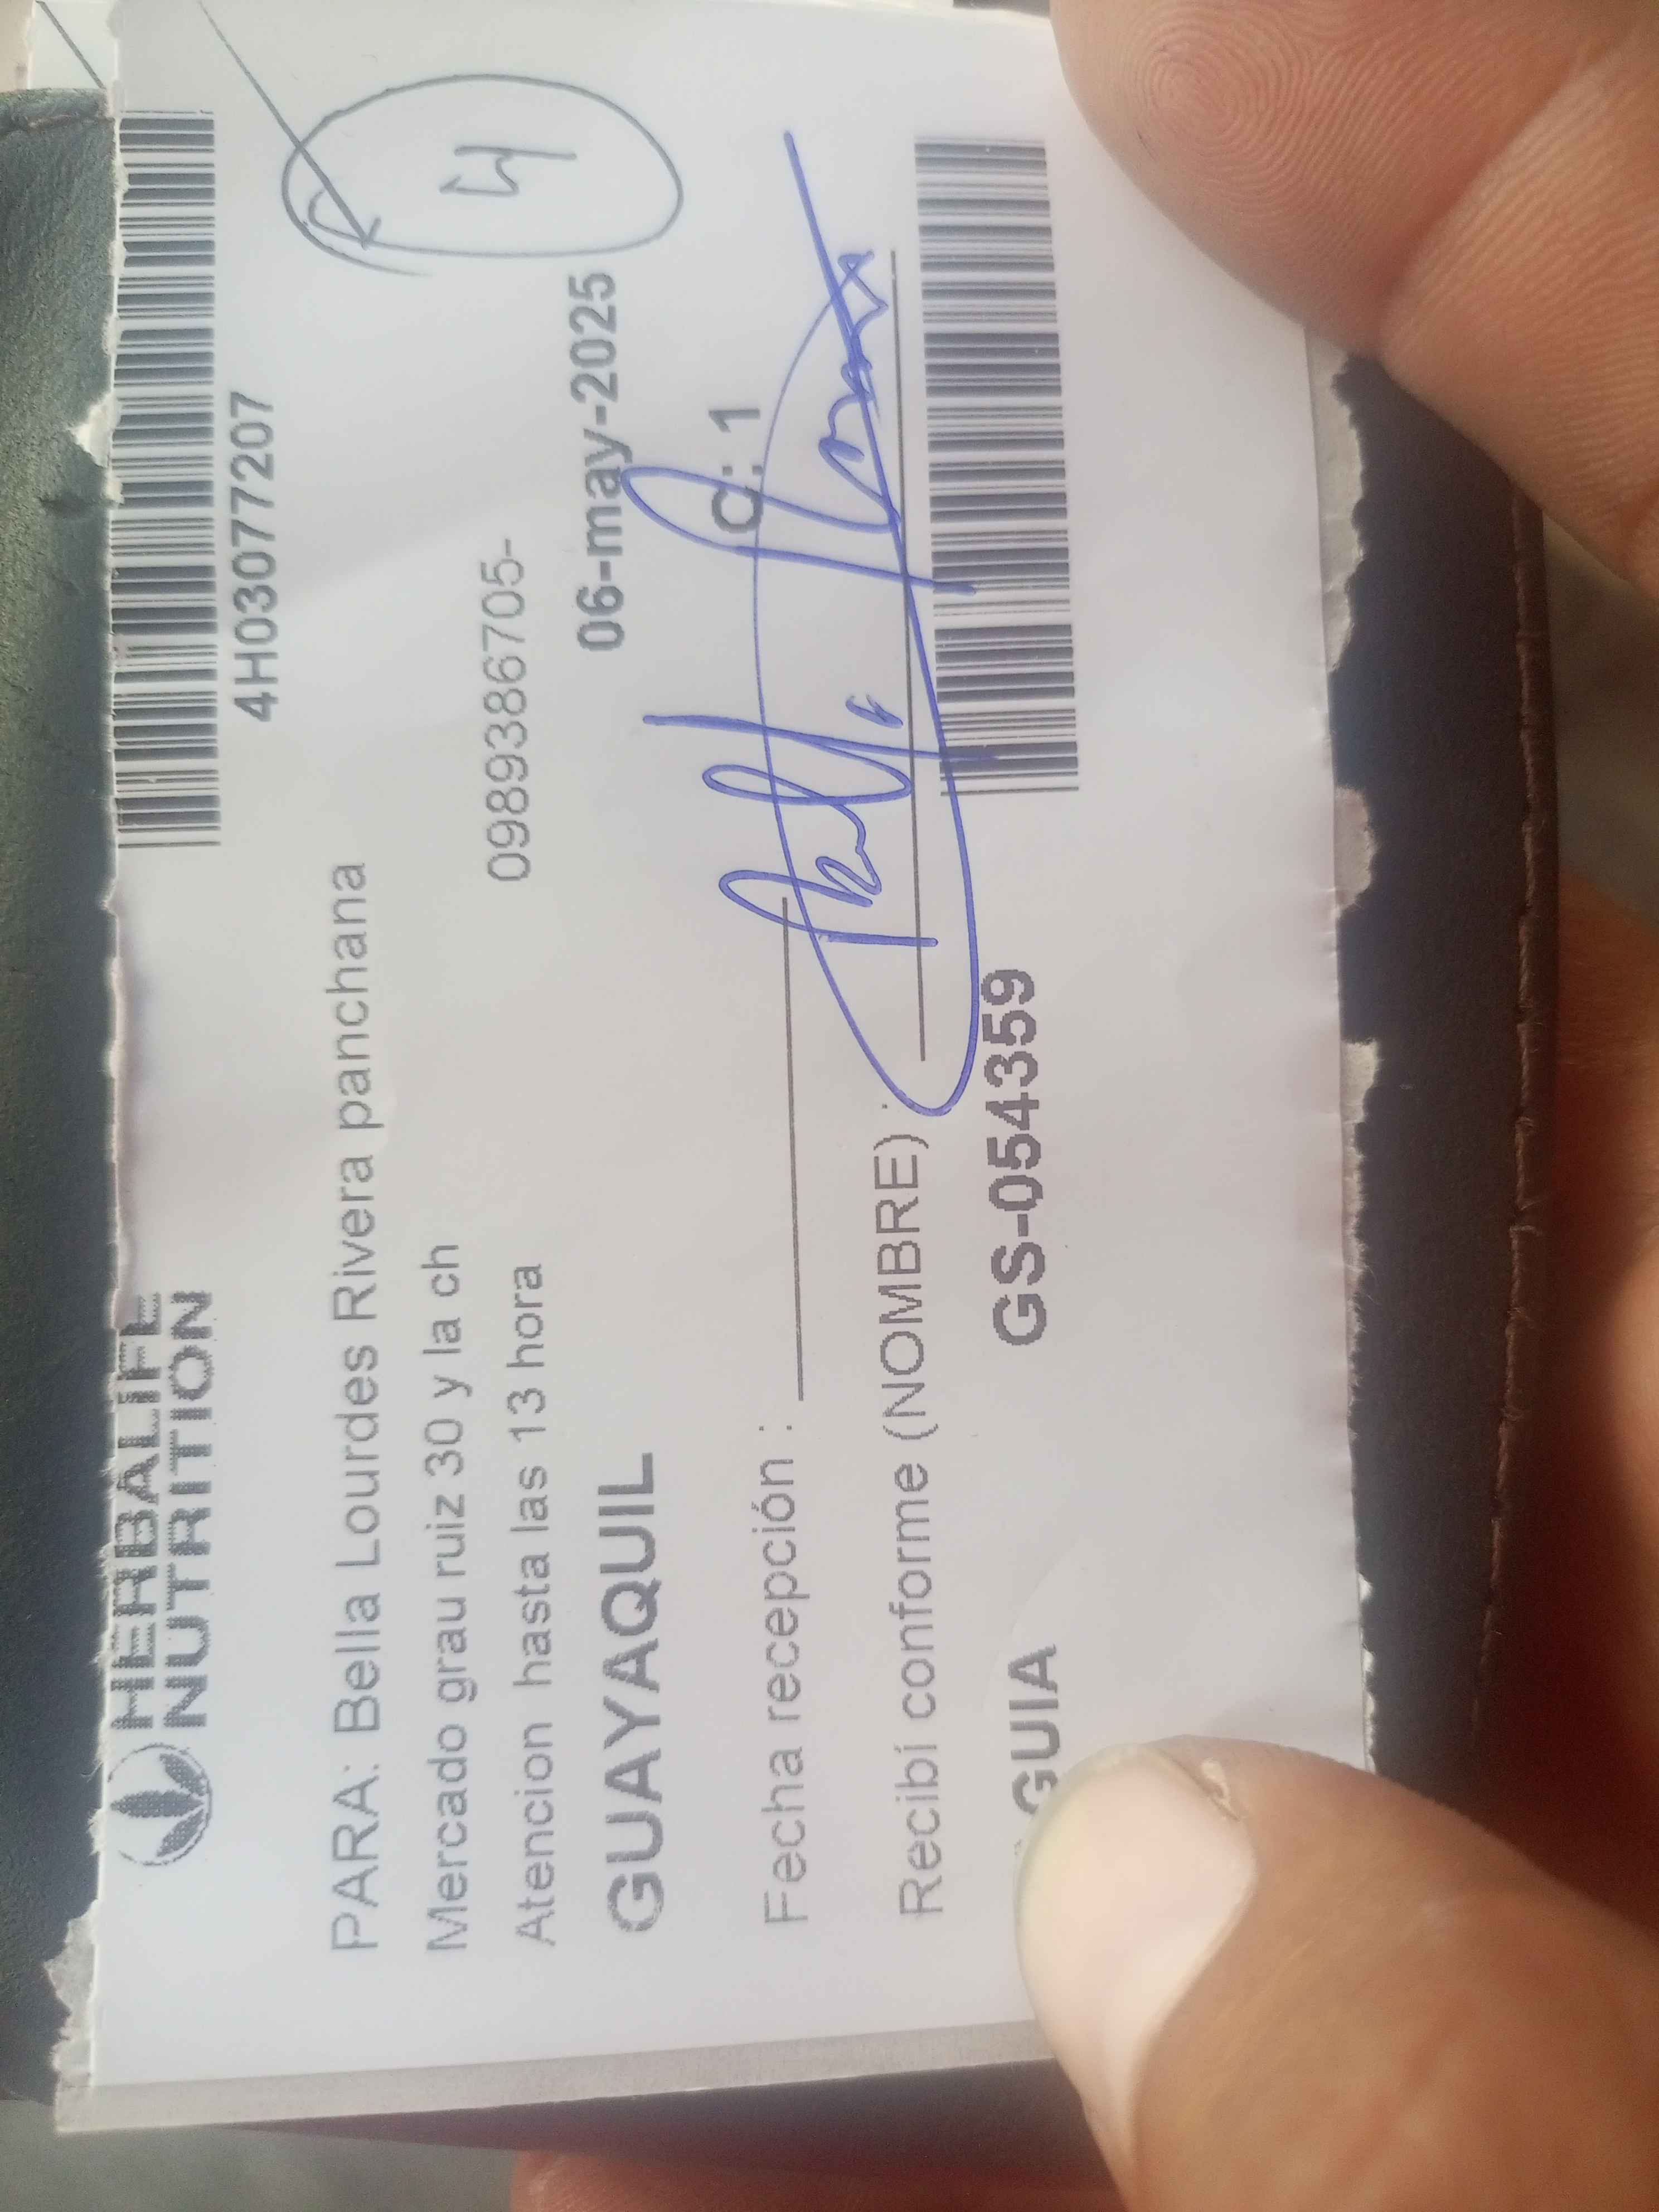 HERBALIFE
NUTRITION
4H03077207
PARA: Bella Lourdes Rivera panchana
4
Mercado grau ruiz 30 y la ch
0989386705-
Atencion hasta las 13 hora
GUAYAQUIL
06-may-2025
Fecha recepción :
C: 1
Recibí conforme (NOMBRE) :
GUIA
GS-054359